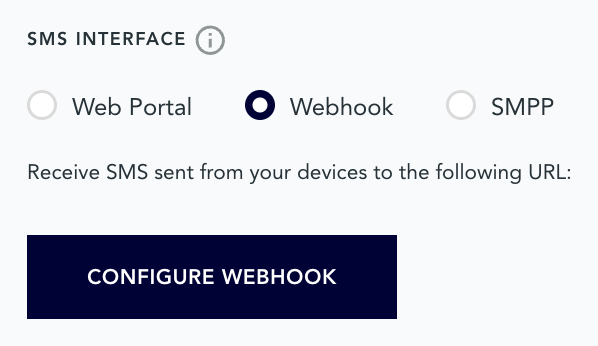 SMS INTERFACE
Web Portal Webhook SMPP
Receive SMS sent from your devices to the following URL:
CONFIGURE WEBHOOK